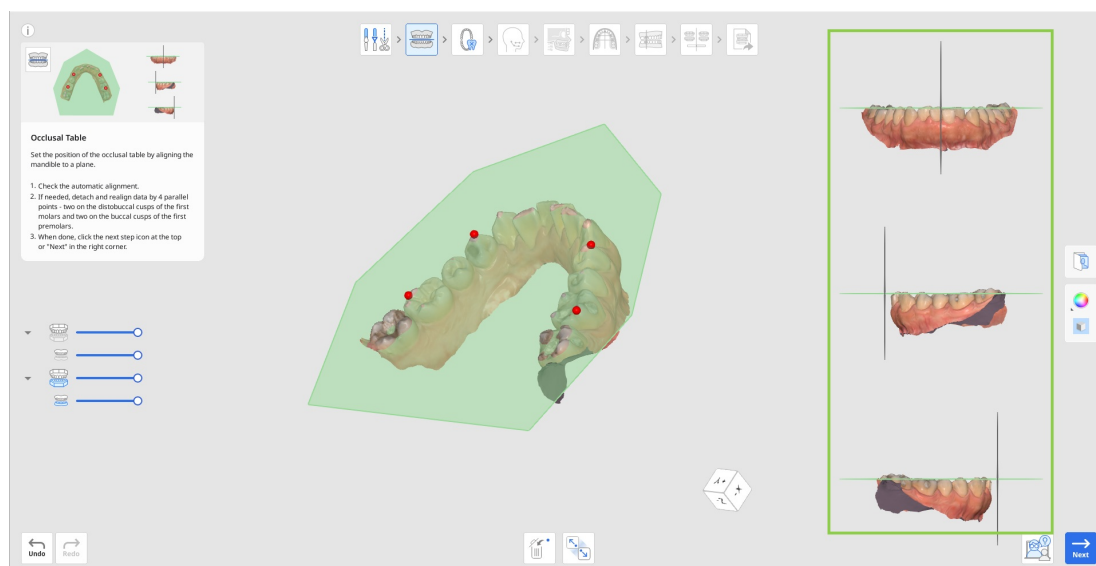 Occlusal Table
Set the position of the occlusal table by aligning the
mandible to a plane.
1. Check the automatic alignment.
2. If needed, detach and realign data by 4 parallel
points - two on the distobuccal cusps of the first
molars and two on the buccal cusps of the first
premolars.
3. When done, click the next step icon at the top
or "Next" in the right corner.
Undo
Redo
Next